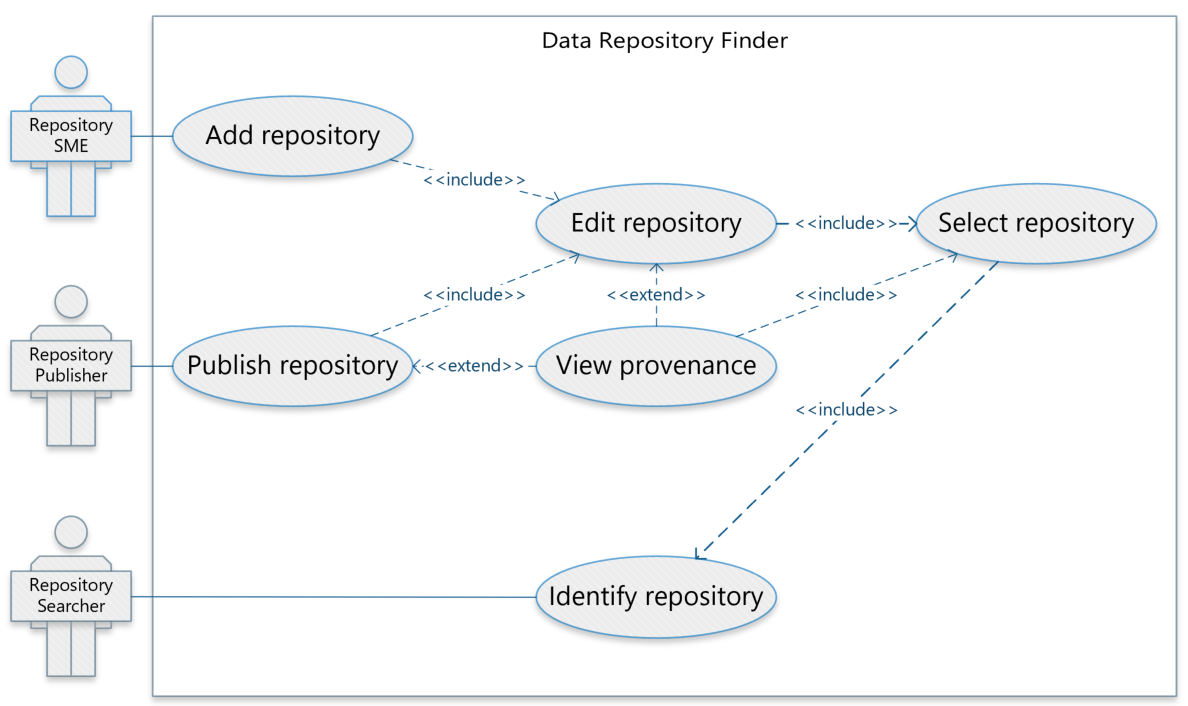 Data Repository Finder
Repository
SME
Add repository
<<include>>
Edit repository
<<include>>
Select repository
<<include>>
<<extend>>
<<include>>
Repository
Publisher
Publish repository
<<extend>>
View provenance
<<include>>
Repository
Searcher
Identify repository